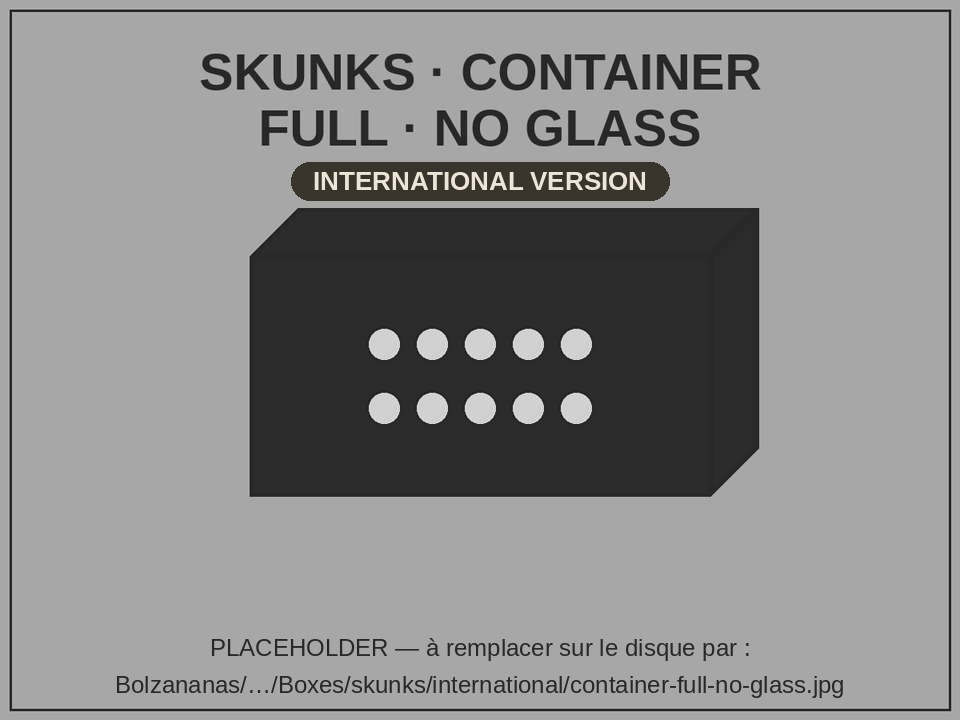 SKUNKS · CONTAINER
FULL · NO GLASS
INTERNATIONAL VERSION
PLACEHOLDER — à remplacer sur le disque par :
Bolzananas/…/Boxes/skunks/international/container-full-no-glass.jpg